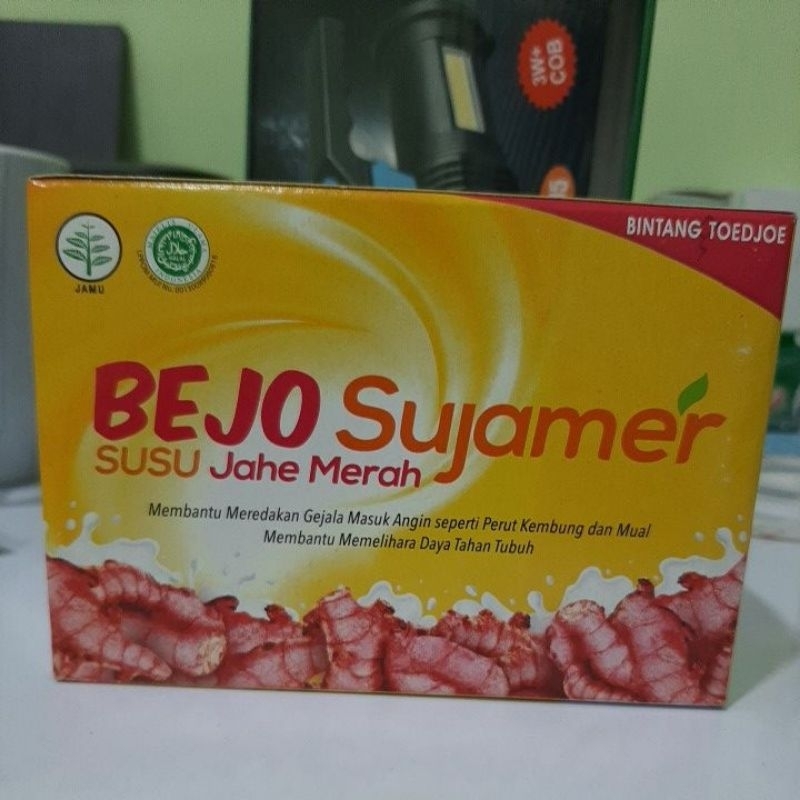 3W+
COB
BINTANG TOEDJOE
JAMU
HALAL
BEJO Sujamer
SUSU Jahe Merah
Membantu Meredakan Gejala Masuk Angin seperti Perut Kembung dan Mual
Membantu Memelihara Daya Tahan Tubuh